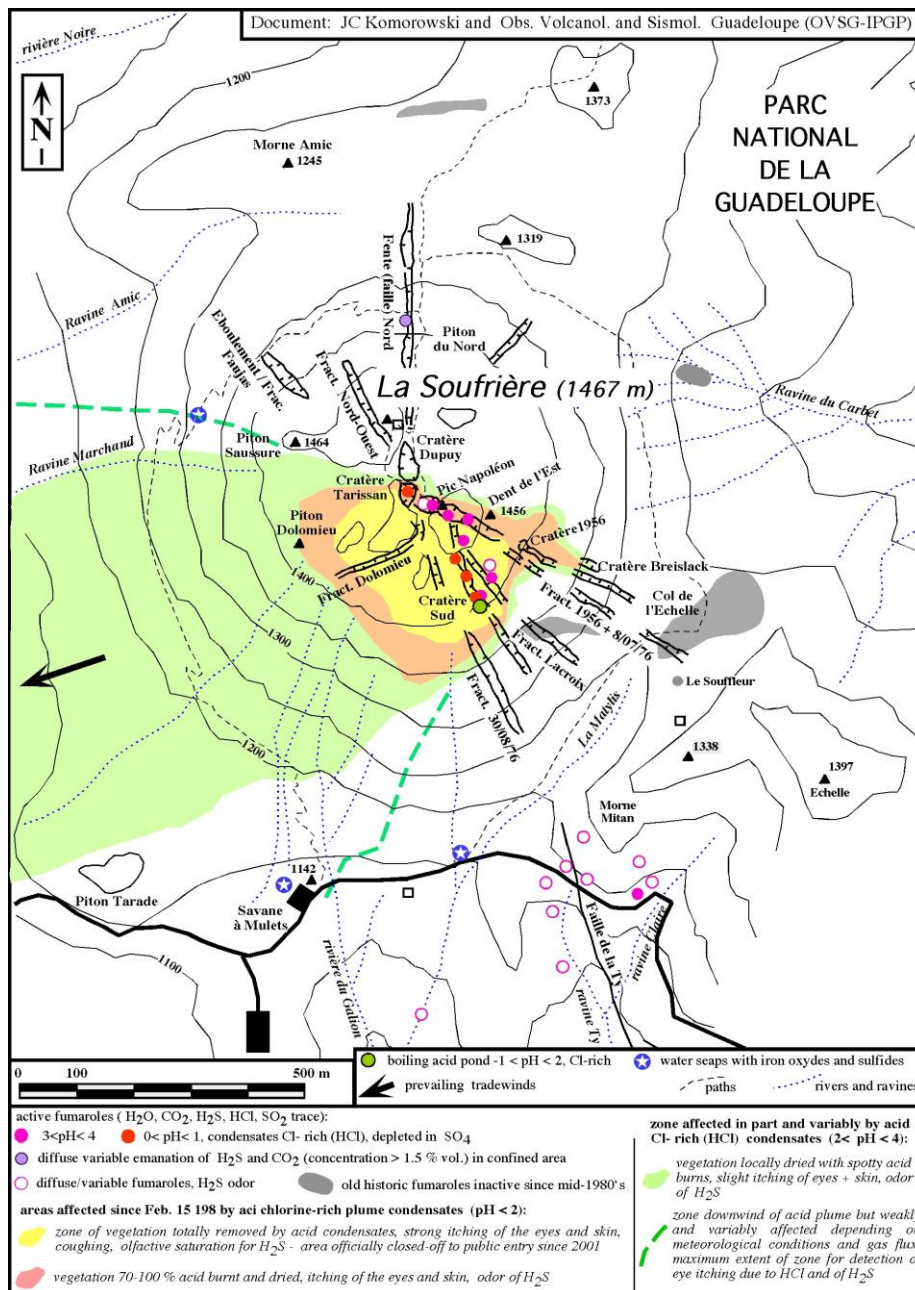 Document: JC Komorowski and Obs. Volcanol. and Sismol. Guadeloupe (OVSG-IPGP)
rivière Noire
1200
1373
N
PARC
NATIONAL
DE LA
GUADELOUPE
Morne Amic
1245
1319
Fente (faille) Nord
Ravine Amic
Eboulement / Frac.
Faujas
Fract.
Nord-Ouest
Piton
du Nord
La Soufrière (1467 m)
Ravine du Carbet
Ravine Marchand
Piton
Saussure
1464
Cratère
Dupuy
Cratère
Tarissan
Pic Napoléon
Dent de l'Est
1456
Piton
Dolomieu
Cratère 1956
Cratère Breislack
1400
Fract. Dolomieu
Col de
l'Echelle
Cratère
Sud
Fract. 1956 + 8/07/76
1300
Fract. Lacroix
Le Souffleur
Fract. 30/08/76
La Matylis
1200
1338
1397
Echelle
Morne
Mitan
1142
Piton Tarade
Savane
à Mulets
Faille de la Ty
ravine Claire
1100
rivière du Galion
ravine Ty
0 100 500 m
boiling acid pond -1 < pH < 2, Cl-rich
water seaps with iron oxydes and sulfides
prevailing tradewinds
paths
rivers and ravines
active fumaroles ( H2O, CO2, H2S, HCl, SO2 trace):
3<pH< 4
0< pH< 1, condensates Cl- rich (HCl), depleted in SO4
diffuse variable emanation of H2S and CO2 (concentration > 1.5 % vol.) in confined area
diffuse/variable fumaroles, H2S odor
old historic fumaroles inactive since mid-1980`s
areas affected since Feb. 15 198 by aci chlorine-rich plume condensates (pH < 2):
zone of vegetation totally removed by acid condensates, strong itching of the eyes and skin,
coughing, olfactive saturation for H2S - area officially closed-off to public entry since 2001
vegetation 70-100 % acid burnt and dried, itching of the eyes and skin, odor of H2S
zone affected in part and variably by acid
Cl- rich (HCl) condensates (2< pH < 4):
vegetation locally dried with spotty acid
burns, slight itching of eyes + skin, odor
of H2S
zone downwind of acid plume but weakly
and variably affected depending on
meteorological conditions and gas flux,
maximum extent of zone for detection of
eye itching due to HCl and of H2S